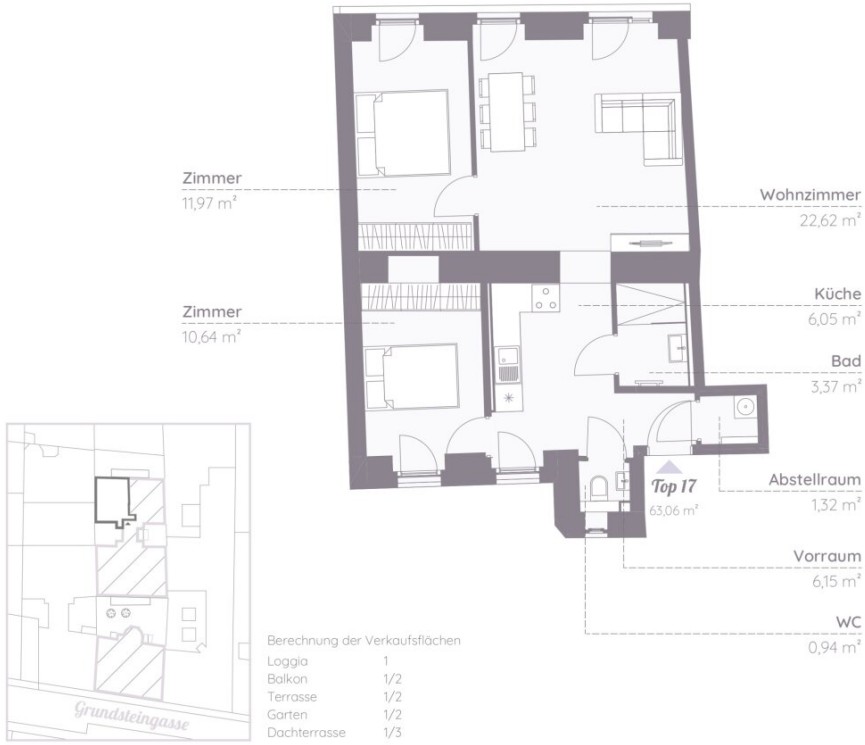 Zimmer
11,97 m²
Wohnzimmer
22,62 m²
Zimmer
10,64 m²
Küche
6,05 m²
Bad
3,37 m²
Top 17
63,06 m²
Abstellraum
1,32 m²
Vorraum
6,15 m²
WC
0,94 m²
Grundsteingasse
Berechnung der Verkaufsflächen
Loggia 1
Balkon 1/2
Terrasse 1/2
Garten 1/2
Dachterrasse 1/3